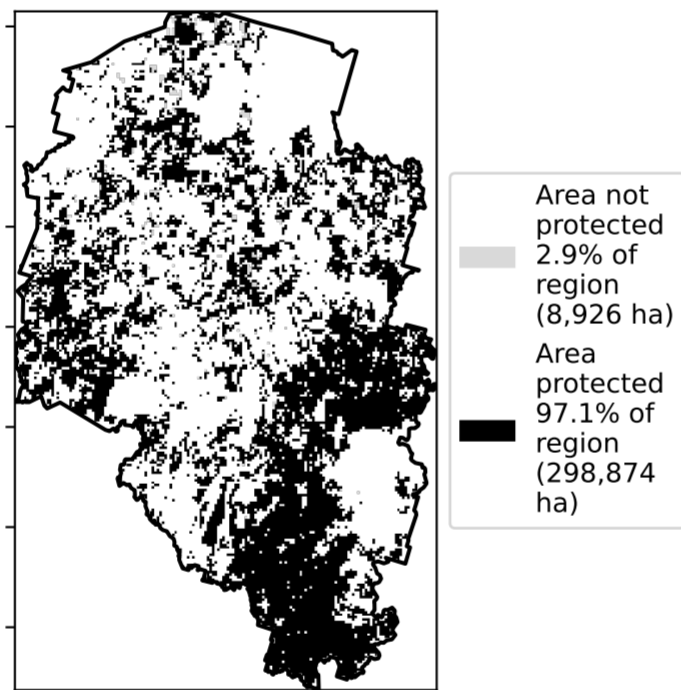 Area not
protected
2.9% of
region
(8,926 ha)
Area
protected
97.1% of
region
(298,874
ha)